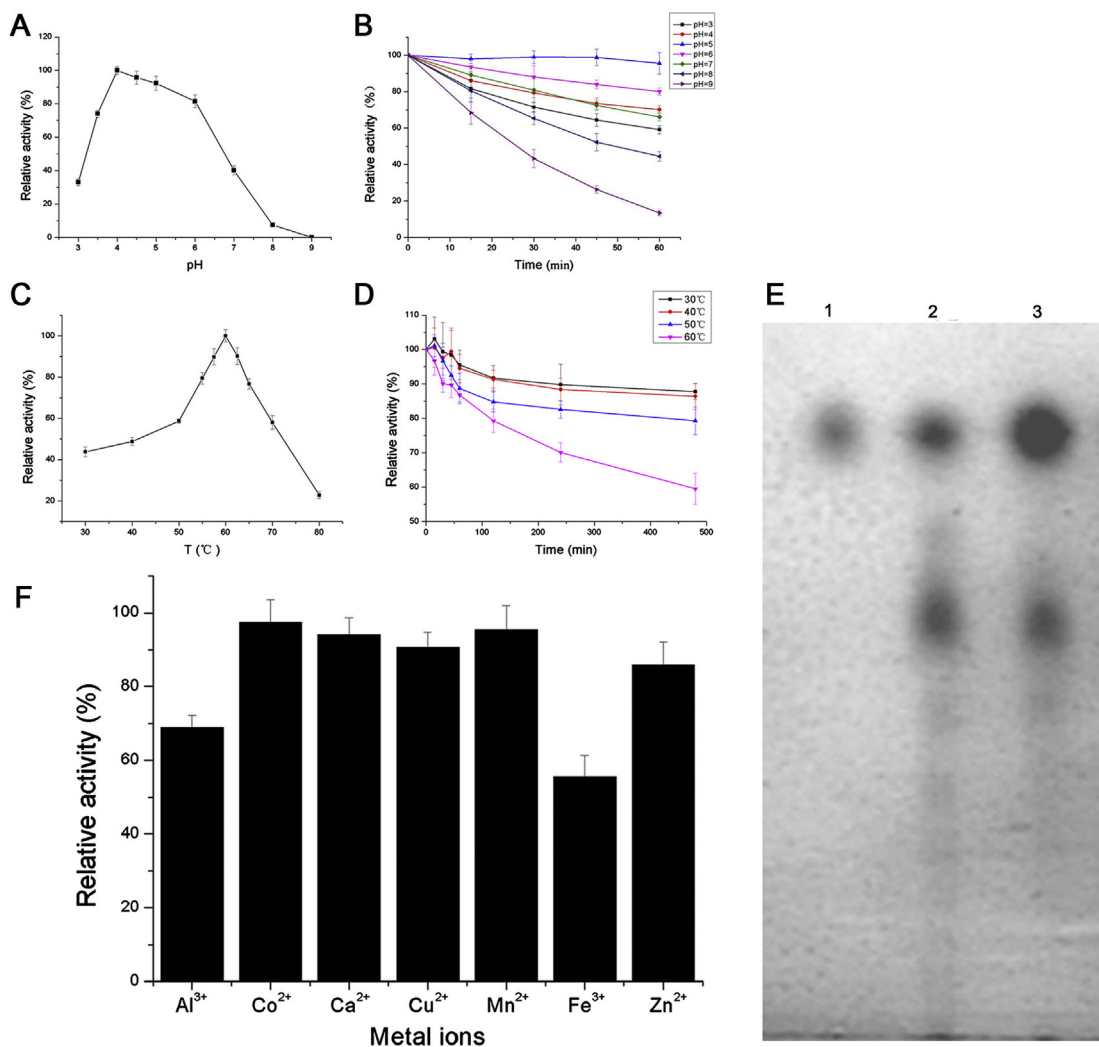 A
Relative activity (%)
120
100
80
60
40
20
0
3 4 5 6 7 8 9
pH
B
Relative activity (%)
100
80
60
40
20
0
0 10 20 30 40 50 60
Time (min)
pH=3
pH=4
pH=5
pH=6
pH=7
pH=8
pH=9
C
Relative activity (%)
100
80
60
40
20
30 40 50 60 70 80
T (℃)
D
Relative avtivity (%)
110
100
90
80
70
60
50
0 100 200 300 400 500
Time (min)
30℃
40℃
50℃
60℃
E
1 2 3
F
Relative activity (%)
100
80
60
40
20
0
Al³⁺ Co²⁺ Ca²⁺ Cu²⁺ Mn²⁺ Fe³⁺ Zn²⁺
Metal ions